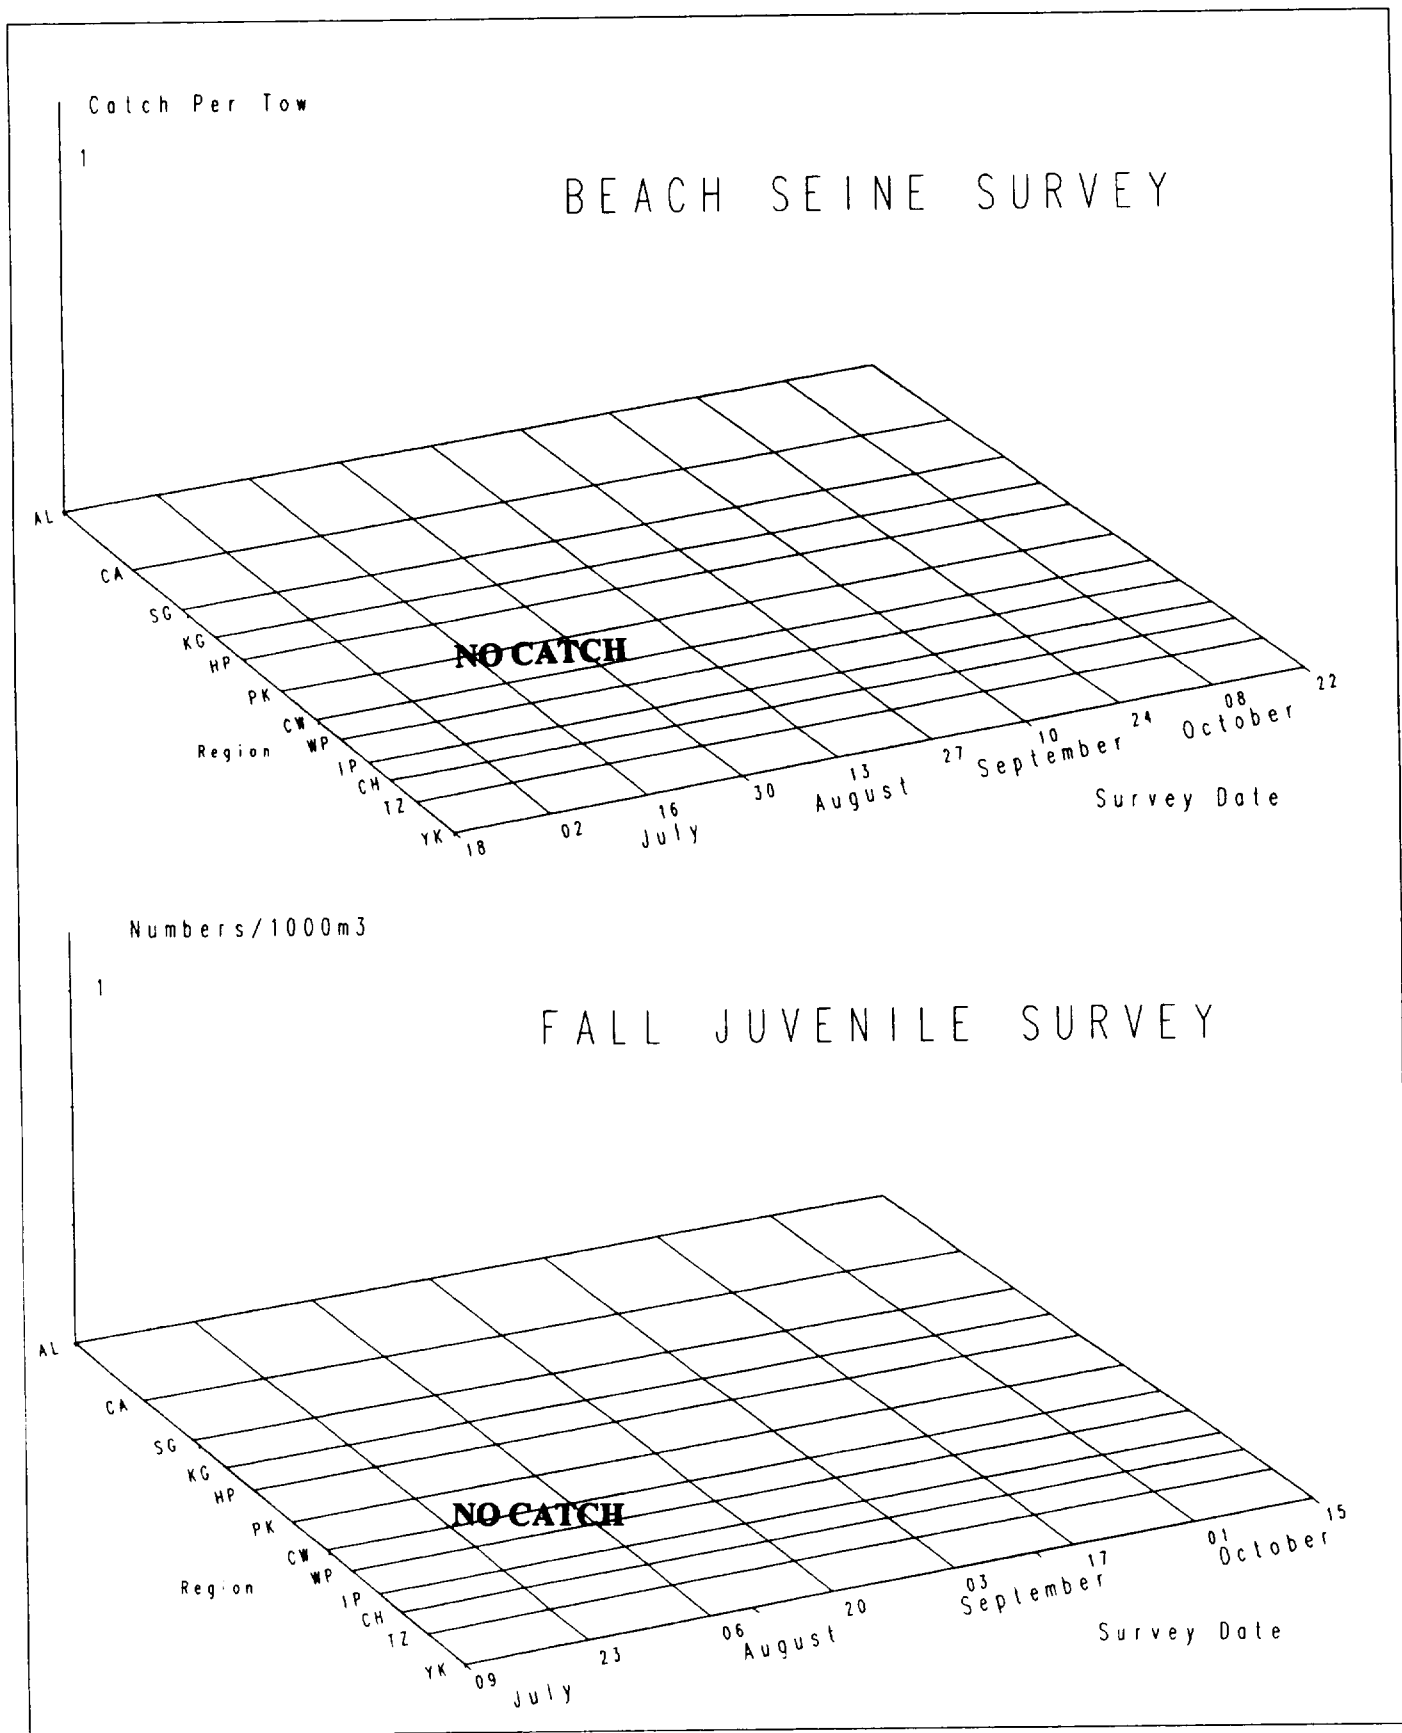 Catch Per Tow
1
BEACH SEINE SURVEY
AL
CA
SG
KG
HP
PK
CW
WP
IP
CH
TZ
YK
Region
NO CATCH
18
02
16
30
13
27
10
24
08
22
July
August
September
October
Survey Date
Numbers/1000m3
1
FALL JUVENILE SURVEY
AL
CA
SG
KG
HP
PK
CW
WP
IP
CH
TZ
YK
Region
NO CATCH
09
23
06
20
03
17
01
15
July
August
September
October
Survey Date